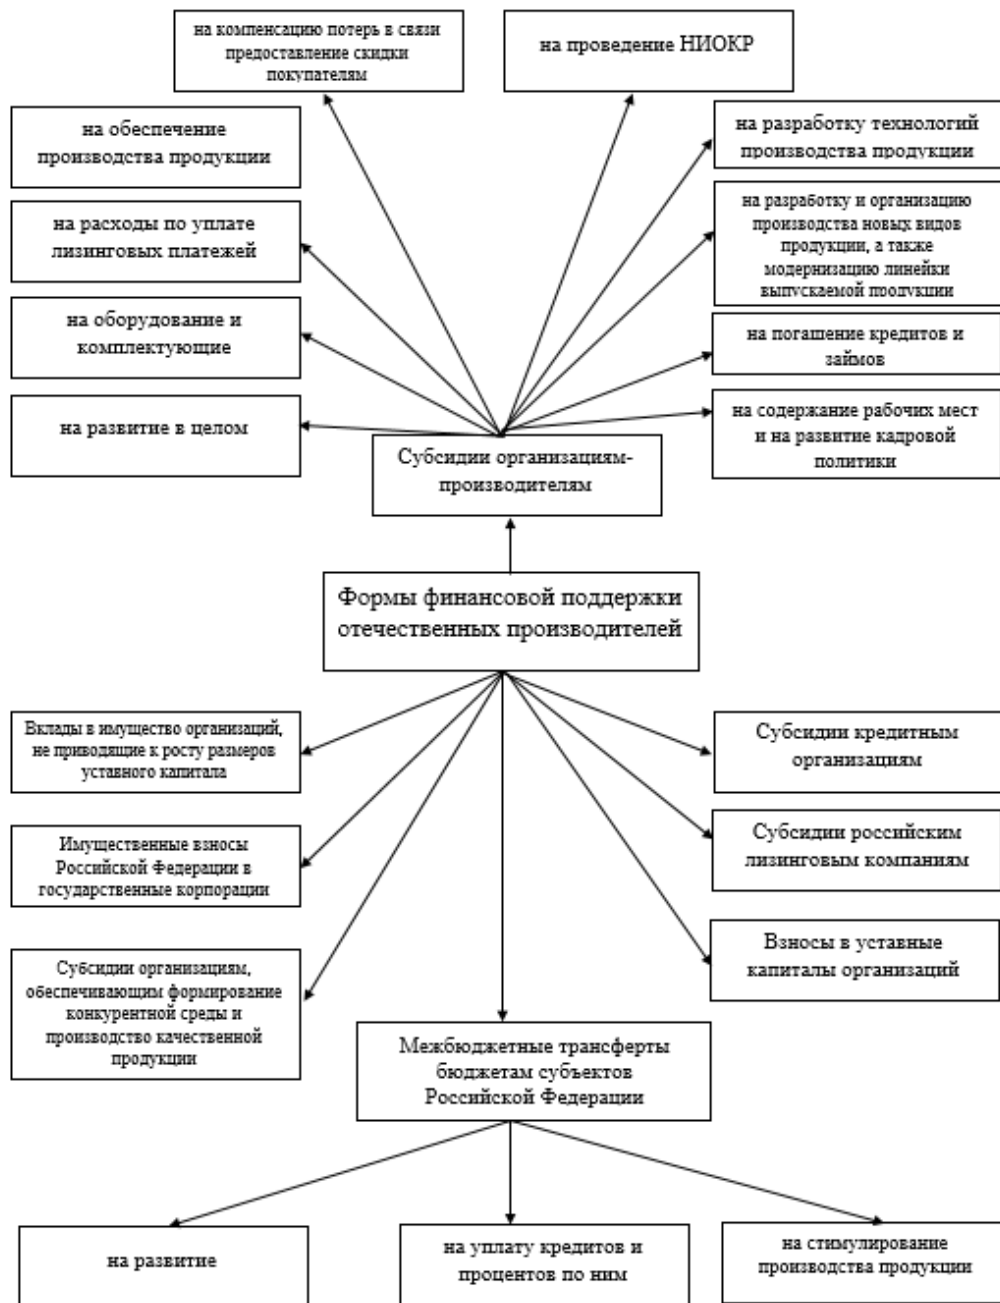 на компенсацию потерь в связи
предоставление скидки
покупателям
на проведение НИОКР
на обеспечение
производства продукции
на разработку технологий
производства продукции
на расходы по уплате
лизинговых платежей
на разработку и организацию
производства новых видов
продукции, а также
модернизацию линейки
выпускаемой продукции
на оборудование и
комплектующие
на погашение кредитов и
займов
на развитие в целом
на содержание рабочих мест
и на развитие кадровой
политики
Субсидии организациям-
производителям
Формы финансовой поддержки
отечественных производителей
Вклады в имущество организаций,
не приводящие к росту размеров
уставного капитала
Субсидии кредитным
организациям
Имущественные взносы
Российской Федерации в
государственные корпорации
Субсидии российским
лизинговым компаниям
Субсидии организациям,
обеспечивающим формирование
конкурентной среды и
производство качественной
продукции
Взносы в уставные
капиталы организаций
Межбюджетные трансферты
бюджетам субъектов
Российской Федерации
на развитие
на уплату кредитов и
процентов по ним
на стимулирование
производства продукции